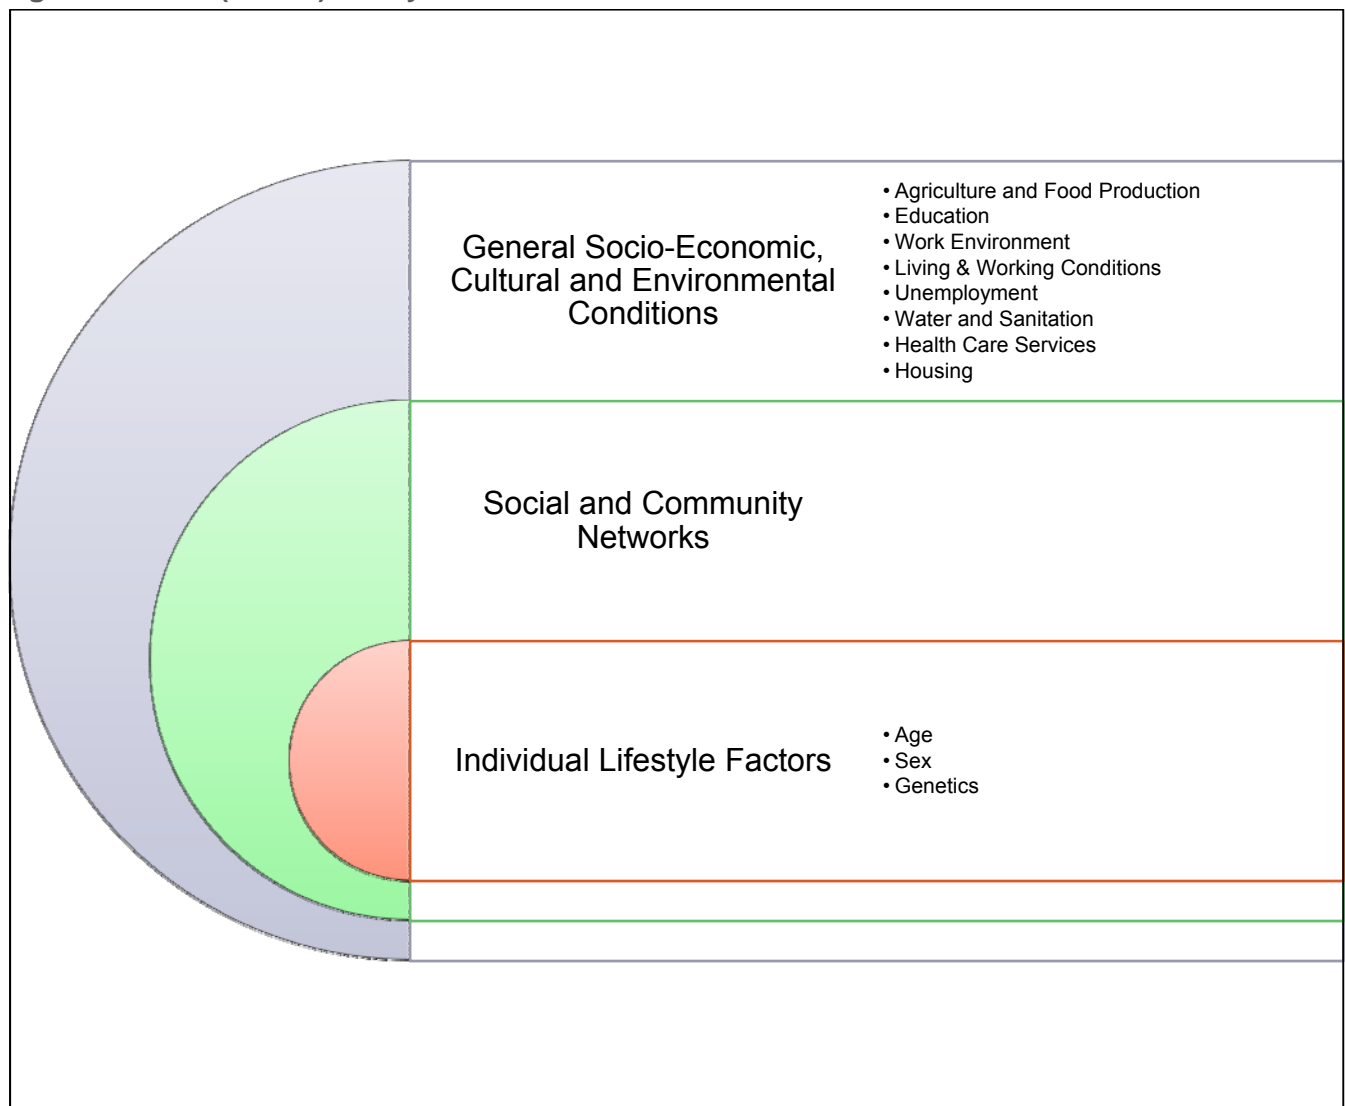 General Socio-Economic,
Cultural and Environmental
Conditions
• Agriculture and Food Production
• Education
• Work Environment
• Living & Working Conditions
• Unemployment
• Water and Sanitation
• Health Care Services
• Housing
Social and Community
Networks
Individual Lifestyle Factors
• Age
• Sex
• Genetics